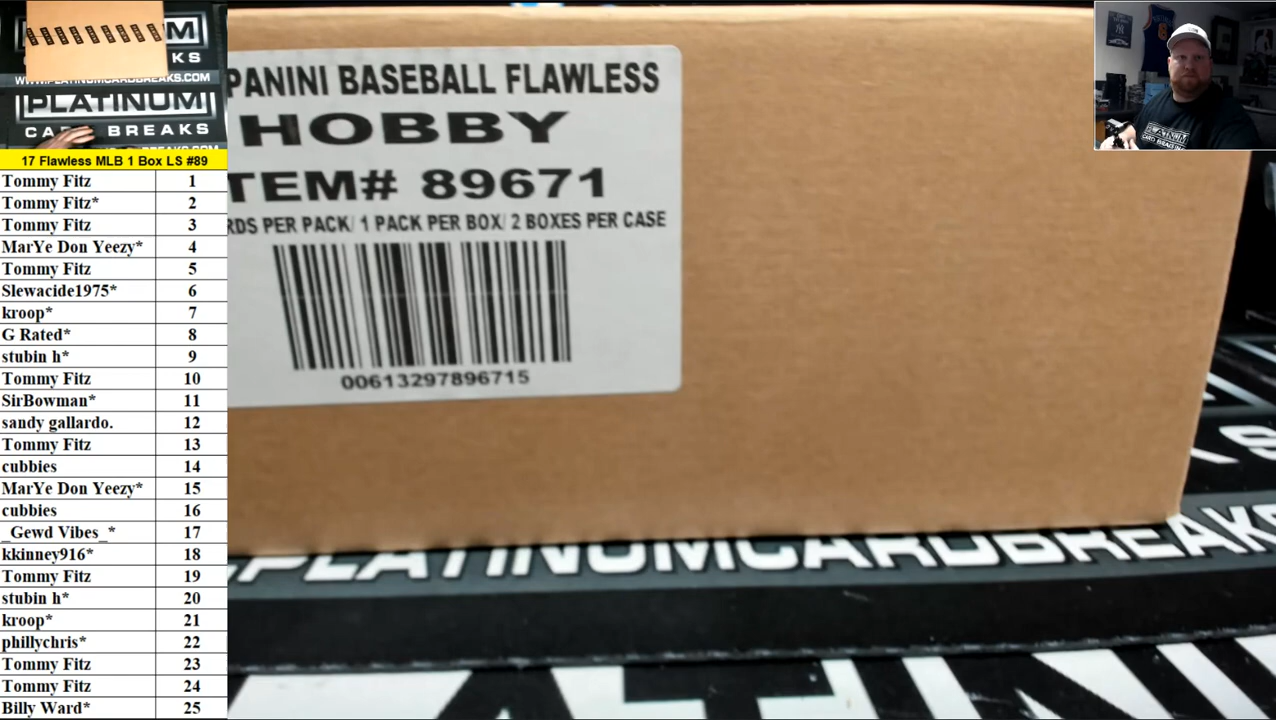 M
KS
WWW.PLATINUMCARDBREAKS.COM
PLATINUM
CARD BREAKS
17 Flawless MLB 1 Box LS #89
Tommy Fitz 1
Tommy Fitz* 2
Tommy Fitz 3
MarYe Don Yeezy* 4
Tommy Fitz 5
Slewacide1975* 6
kroop* 7
G Rated* 8
stubin h* 9
Tommy Fitz 10
SirBowman* 11
sandy gallardo. 12
Tommy Fitz 13
cubbies 14
MarYe Don Yeezy* 15
cubbies 16
_Gewd Vibes_* 17
kkinney916* 18
Tommy Fitz 19
stubin h* 20
kroop* 21
phillychris* 22
Tommy Fitz 23
Tommy Fitz 24
Billy Ward* 25
PANINI BASEBALL FLAWLESS
HOBBY
TEM# 89671
RDS PER PACK/ 1 PACK PER BOX/ 2 BOXES PER CASE
00613297896715
.PLATINUMCARDBREAKS
PLATINUM